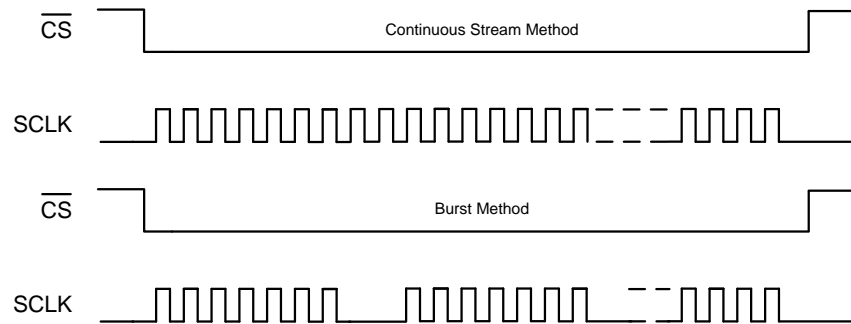 CS
Continuous Stream Method
SCLK
CS
Burst Method
SCLK